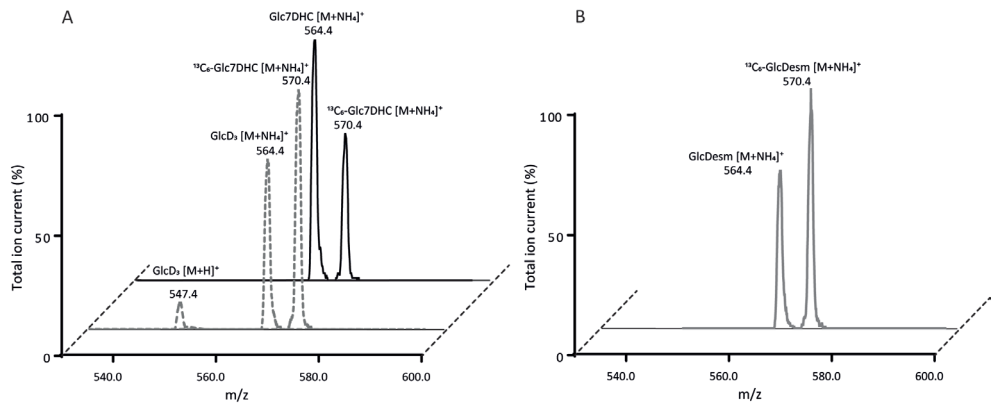 A
Glc7DHC [M+NH₄]⁺
564.4
¹³C₆-Glc7DHC [M+NH₄]⁺
570.4
¹³C₆-Glc7DHC [M+NH₄]⁺
570.4
GlcD₃ [M+NH₄]⁺
564.4
GlcD₃ [M+H]⁺
547.4
100
50
0
Total ion current (%)
540.0 560.0 580.0 600.0
m/z
B
¹³C₆-GlcDesm [M+NH₄]⁺
570.4
GlcDesm [M+NH₄]⁺
564.4
100
50
0
Total ion current (%)
540.0 560.0 580.0 600.0
m/z